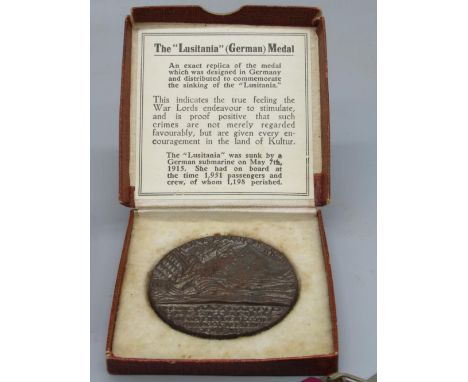 The "Lusitania" (German) Medal
An exact replica of the medal
which was designed in Germany
and distributed to commemorate
the sinking of the "Lusitania."
This indicates the true feeling the
War Lords endeavour to stimulate,
and is proof positive that such
crimes are not merely regarded
favourably, but are given every en-
couragement in the land of Kultur.
The "Lusitania" was sunk by a
German submarine on May 7th,
1915. She had on board at
the time 1,951 passengers and
crew, of whom 1,198 perished.